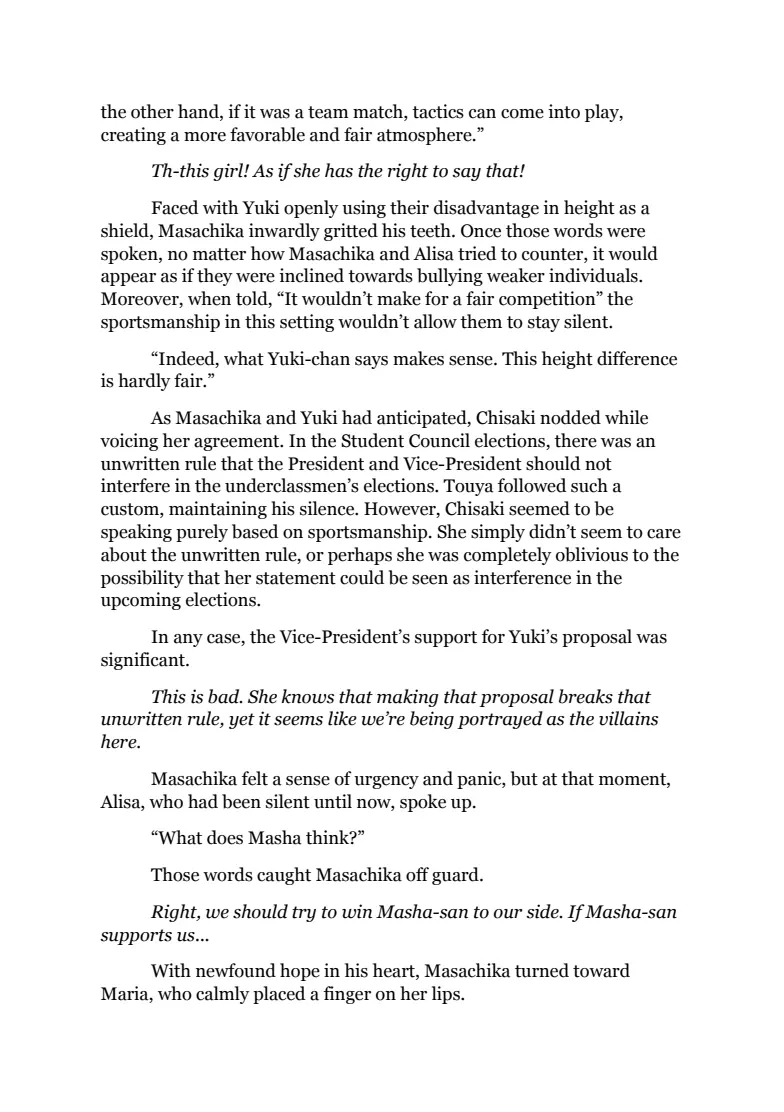 the other hand, if it was a team match, tactics can come into play,
creating a more favorable and fair atmosphere.”
Th-this girl! As if she has the right to say that!
Faced with Yuki openly using their disadvantage in height as a
shield, Masachika inwardly gritted his teeth. Once those words were
spoken, no matter how Masachika and Alisa tried to counter, it would
appear as if they were inclined towards bullying weaker individuals.
Moreover, when told, “It wouldn’t make for a fair competition” the
sportsmanship in this setting wouldn’t allow them to stay silent.
“Indeed, what Yuki-chan says makes sense. This height difference
is hardly fair.”
As Masachika and Yuki had anticipated, Chisaki nodded while
voicing her agreement. In the Student Council elections, there was an
unwritten rule that the President and Vice-President should not
interfere in the underclassmen’s elections. Touya followed such a
custom, maintaining his silence. However, Chisaki seemed to be
speaking purely based on sportsmanship. She simply didn’t seem to care
about the unwritten rule, or perhaps she was completely oblivious to the
possibility that her statement could be seen as interference in the
upcoming elections.
In any case, the Vice-President’s support for Yuki’s proposal was
significant.
This is bad. She knows that making that proposal breaks that
unwritten rule, yet it seems like we’re being portrayed as the villains
here.
Masachika felt a sense of urgency and panic, but at that moment,
Alisa, who had been silent until now, spoke up.
“What does Masha think?”
Those words caught Masachika off guard.
Right, we should try to win Masha-san to our side. If Masha-san
supports us...
With newfound hope in his heart, Masachika turned toward
Maria, who calmly placed a finger on her lips.